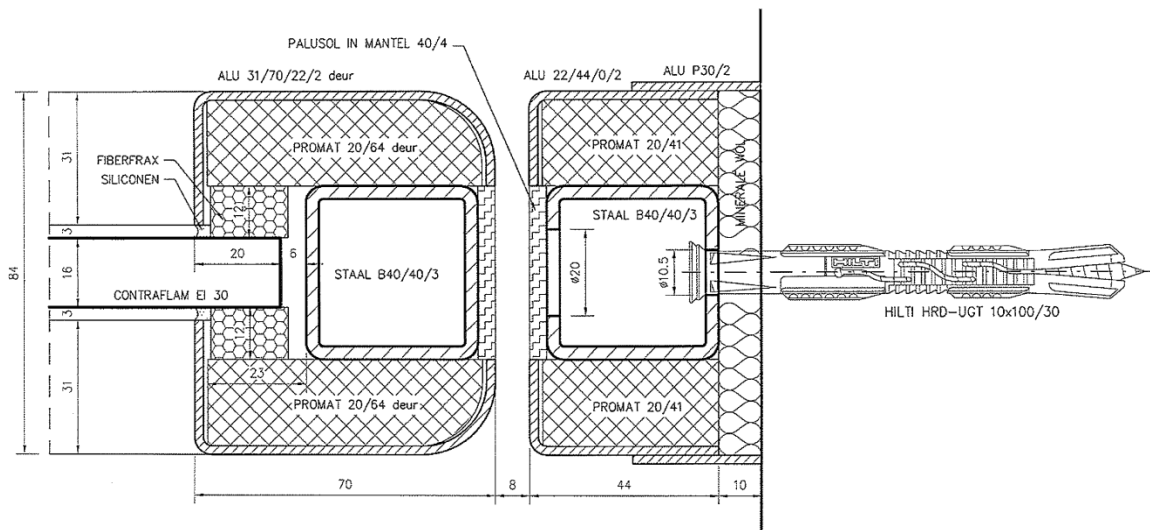 PALUSOL IN MANTEL 40/4
ALU 31/70/22/2 deur
ALU 22/44/0/2
ALU P30/2
31
PROMAT 20/64 deur
PROMAT 20/41
MINERALE WOL
FIBERFRAX
SILICONEN
12
STAAL B40/40/3
3
20
6
84
16
STAAL B40/40/3
ø20
ø10.5
HILTI
CONTRAFLAM EI 30
HILTI HRD-UGT 10x100/30
3
12
23
31
PROMAT 20/64 deur
PROMAT 20/41
70
8
44
10